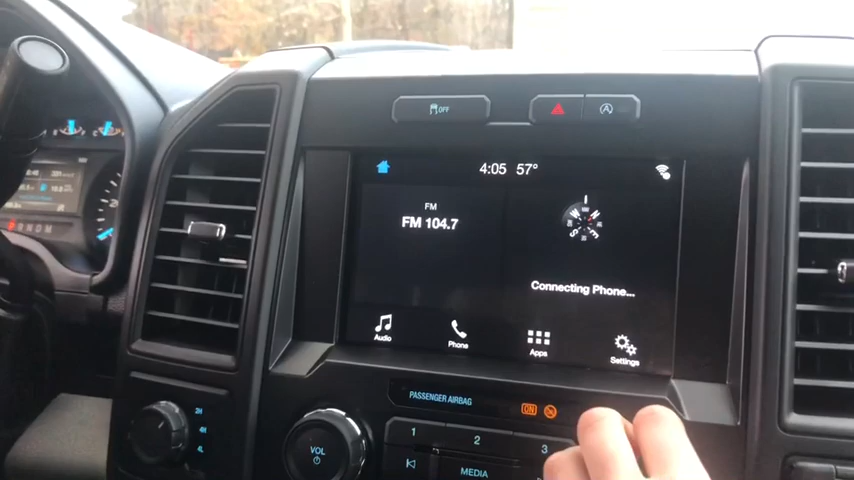 OFF
4:05 57°
FM
FM 104.7
Connecting Phone...
Audio
Phone
Apps
Settings
PASSENGER AIRBAG
ON
2H
4H
4L
VOL
1
2
3
MEDIA
R N D M